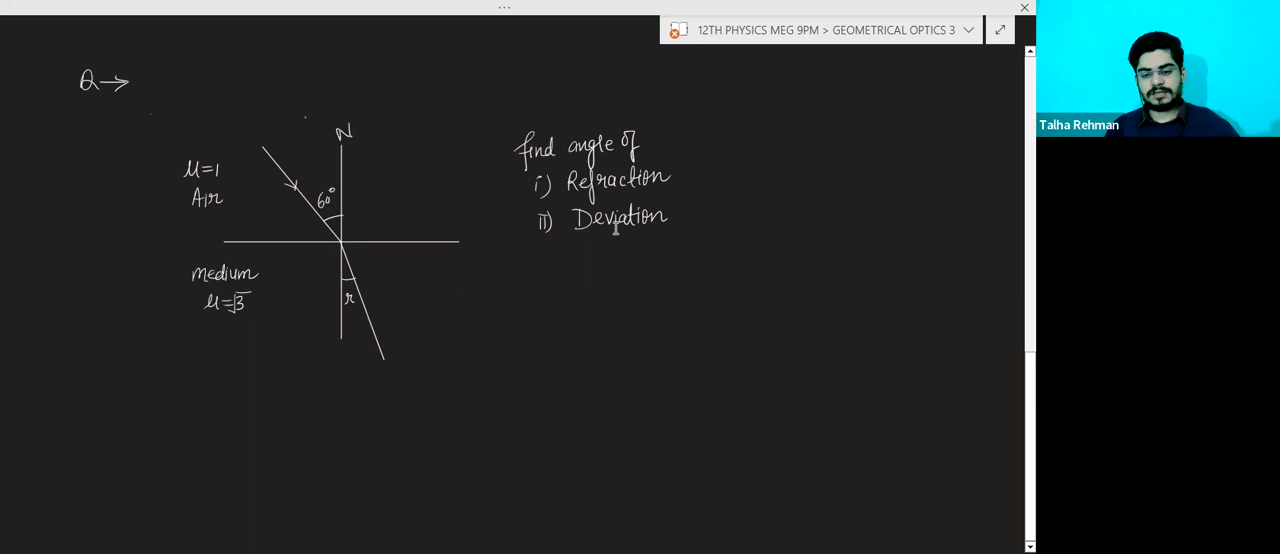 12TH PHYSICS MEG 9PM > GEOMETRICAL OPTICS 3
Talha Rehman
Q→
N
μ=1
Air
60°
medium
μ=√3
r
find angle of
i) Refraction
ii) Deviation